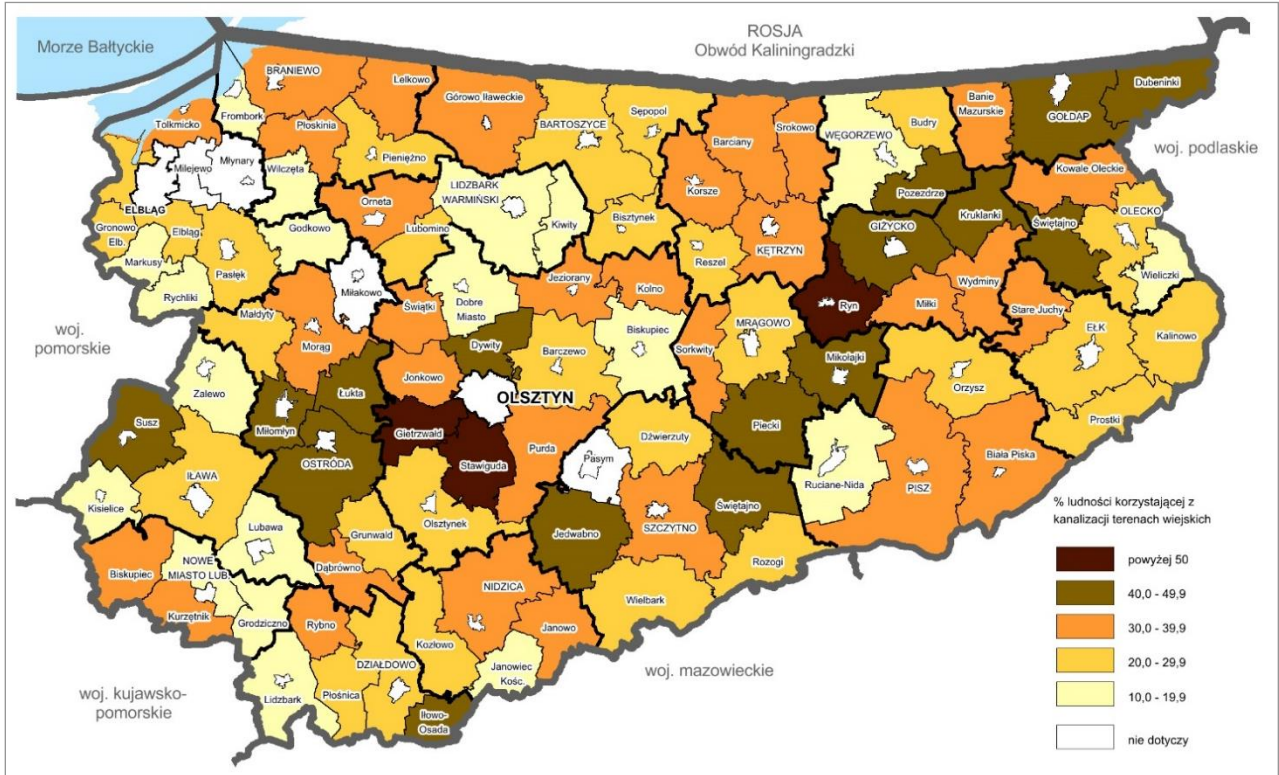 Morze Bałtyckie
ROSJA
Obwód Kaliningradzki
BRANIEWO
Lelkowo
Górowo Iławeckie
Sępopol
Banie
Mazurskie
Dubeninki
GOŁDAP
Frombork
Tolkmicko
Płoskinia
BARTOSZYCE
Barciany
Srokowo
WĘGORZEWO
Budry
woj. podlaskie
Pieniężno
Milejewo
Młynary
Wilczęta
LIDZBARK
WARMIŃSKI
Korsze
Pozezdrze
Kowale Oleckie
Orneta
Kiwity
Bisztynek
KĘTRZYN
GIŻYCKO
Kruklanki
Świętajno
OLECKO
ELBLĄG
Gronowo
Elb.
Elbląg
Godkowo
Lubomino
Reszel
Markusy
Pasłęk
Wieliczki
Rychliki
Miłakowo
Jeziorany
Kolno
Wydminy
Świątki
Dobre
Miasto
Ryn
Miłki
Stare Juchy
Małdyty
Morąg
Biskupiec
MRĄGOWO
EŁK
Kalinowo
woj.
pomorskie
Dywity
Barczewo
Sorkwity
Mikołajki
Zalewo
Łukta
Jonkowo
Orzysz
OLSZTYN
Susz
Miłomłyn
Gietrzwałd
Stawiguda
Purda
Dźwierzuty
Piecki
Prostki
OSTRÓDA
Pasym
Biała Piska
IŁAWA
Ruciane-Nida
PISZ
Kisielice
Olsztynek
Świętajno
SZCZYTNO
Lubawa
Grunwald
Jedwabno
Rozogi
NOWE
MIASTO LUB.
Dąbrówno
Biskupiec
NIDZICA
Wielbark
Kurzętnik
Grodziczno
Rybno
Janowo
Kozłowo
DZIAŁDOWO
Janowiec
Kośc.
woj. mazowieckie
woj. kujawsko-
pomorskie
Lidzbark
Płośnica
Iłowo-
Osada
% ludności korzystającej z
kanalizacji terenach wiejskich
powyżej 50
40,0 - 49,9
30,0 - 39,9
20,0 - 29,9
10,0 - 19,9
nie dotyczy